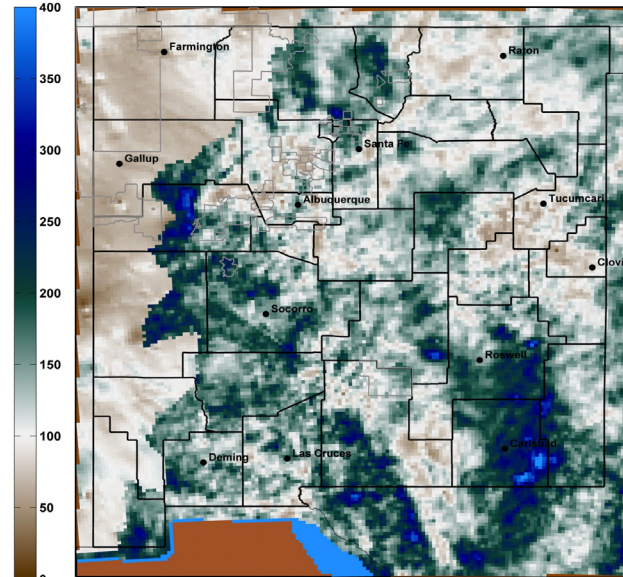 400
350
300
250
200
150
100
50
Farmington
Raton
Gallup
Santa Fe
Albuquerque
Tucumcari
Clovi
Socorro
Roswell
Carlsbad
Deming
Las Cruces